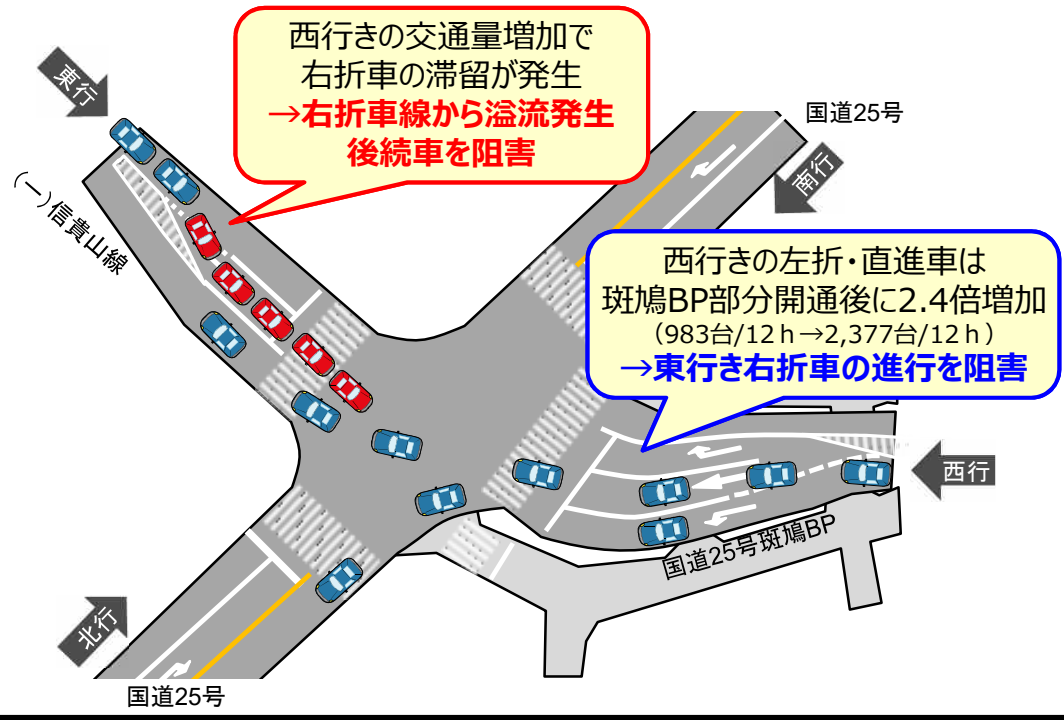 東行
西行きの交通量増加で
右折車の滞留が発生
→右折車線から溢流発生
後続車を阻害
国道25号
南行
(一)信貴山線
西行きの左折・直進車は
斑鳩BP部分開通後に2.4倍増加
(983台/12h→2,377台/12h)
→東行き右折車の進行を阻害
西行
国道25号斑鳩BP
北行
国道25号